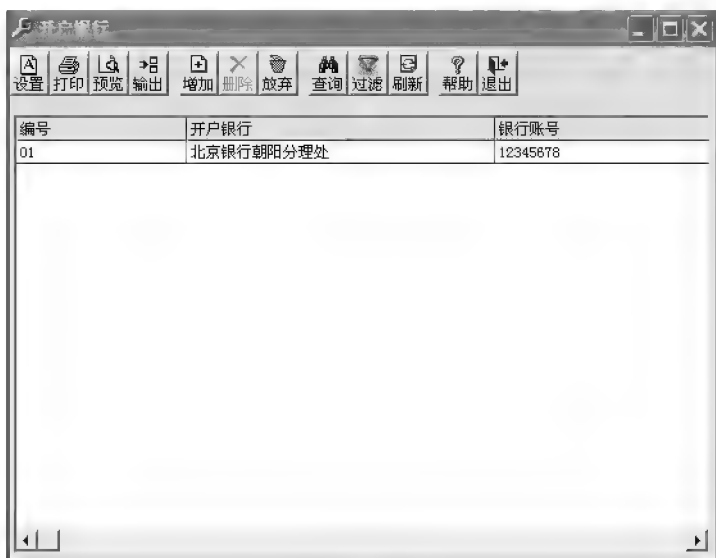 开户银行
设置 打印 预览 输出 增加 删除 放弃 查询 过滤 刷新 帮助 退出
编号 开户银行 银行账号
01 北京银行朝阳分理处 12345678